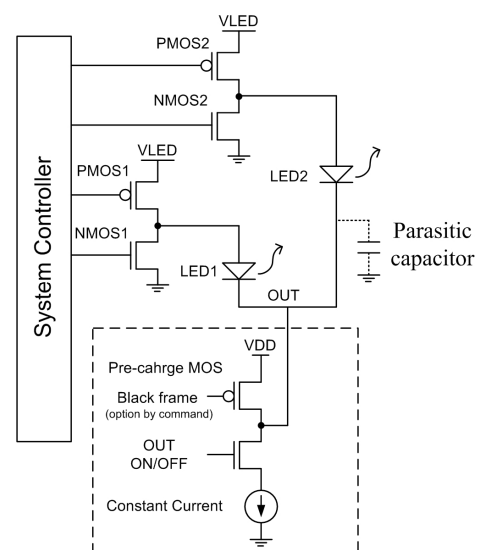 VLED
PMOS2
NMOS2
VLED
PMOS1
NMOS1
LED2
LED1
System Controller
Parasitic
capacitor
OUT
VDD
Pre-cahrge MOS
Black frame
(option by command)
OUT
ON/OFF
Constant Current